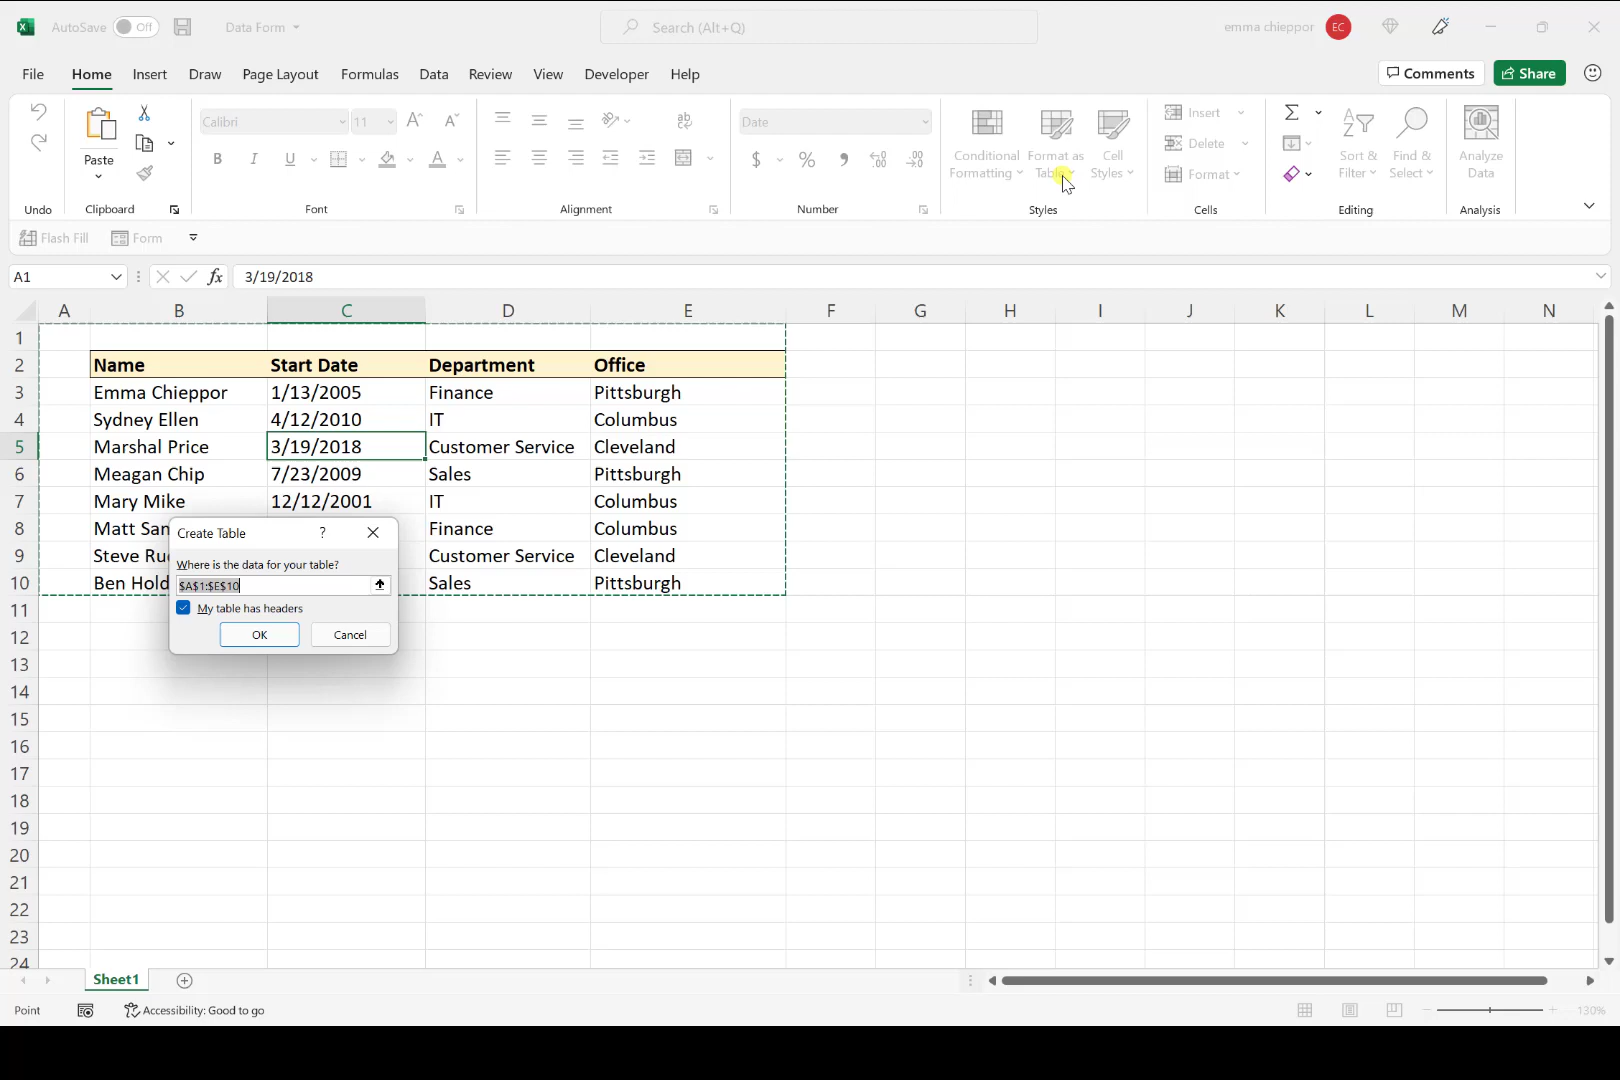 AutoSave Off Data Form Search (Alt+Q) emma chieppor EC
File Home Insert Draw Page Layout Formulas Data Review View Developer Help Comments Share
Calibri 11 Date Insert
Paste Conditional Formatting Format as Table Cell Styles Delete Sort & Filter Find & Select Analyze Data
B I U A $ % Format
Undo Clipboard Font Alignment Number Styles Cells Editing Analysis
Flash Fill Form
A1 fx 3/19/2018
A B C D E F G H I J K L M N
1
2 Name Start Date Department Office
3 Emma Chieppor 1/13/2005 Finance Pittsburgh
4 Sydney Ellen 4/12/2010 IT Columbus
5 Marshal Price 3/19/2018 Customer Service Cleveland
6 Meagan Chip 7/23/2009 Sales Pittsburgh
7 Mary Mike 12/12/2001 IT Columbus
8 Matt San Finance Columbus
9 Steve Ru Customer Service Cleveland
10 Ben Hold Sales Pittsburgh
Create Table ?
Where is the data for your table?
$A$1:$E$10
My table has headers
OK Cancel
11
12
13
14
15
16
17
18
19
20
21
22
23
24
Sheet1
Point Accessibility: Good to go 130%